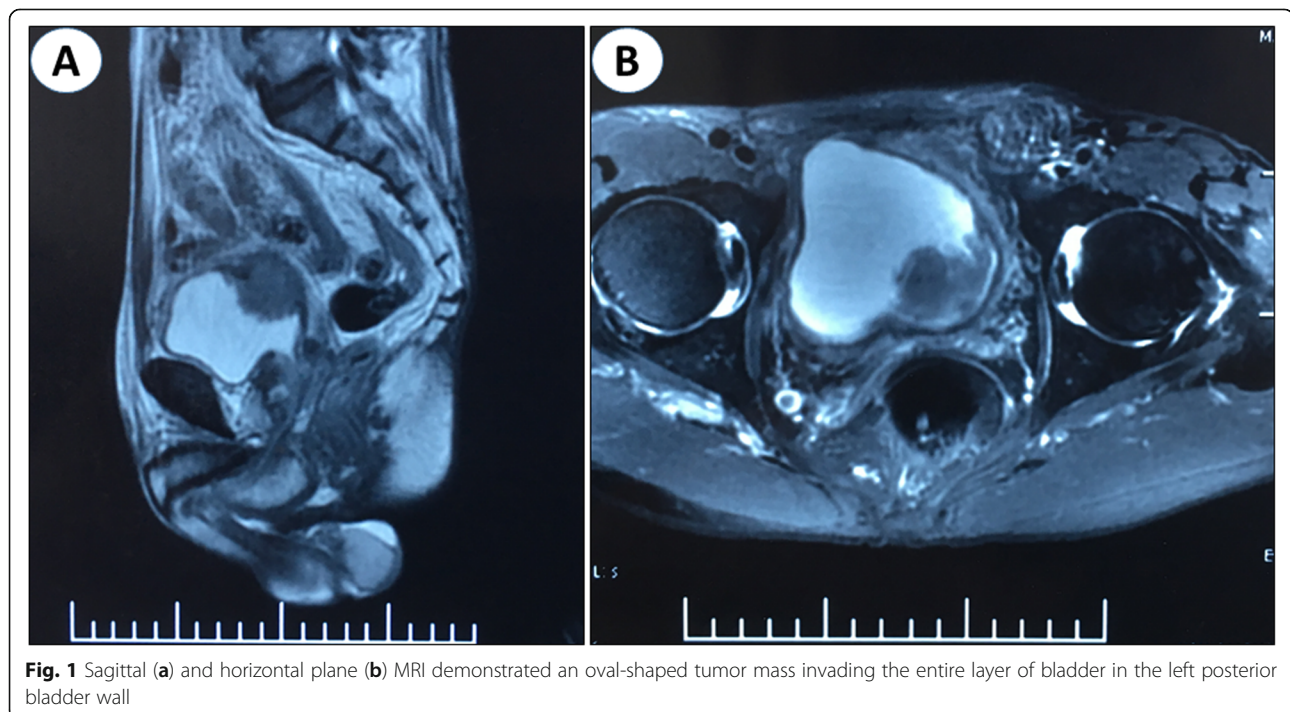 A
B
M
L: S
E
Fig. 1 Sagittal (a) and horizontal plane (b) MRI demonstrated an oval-shaped tumor mass invading the entire layer of bladder in the left posterior
bladder wall